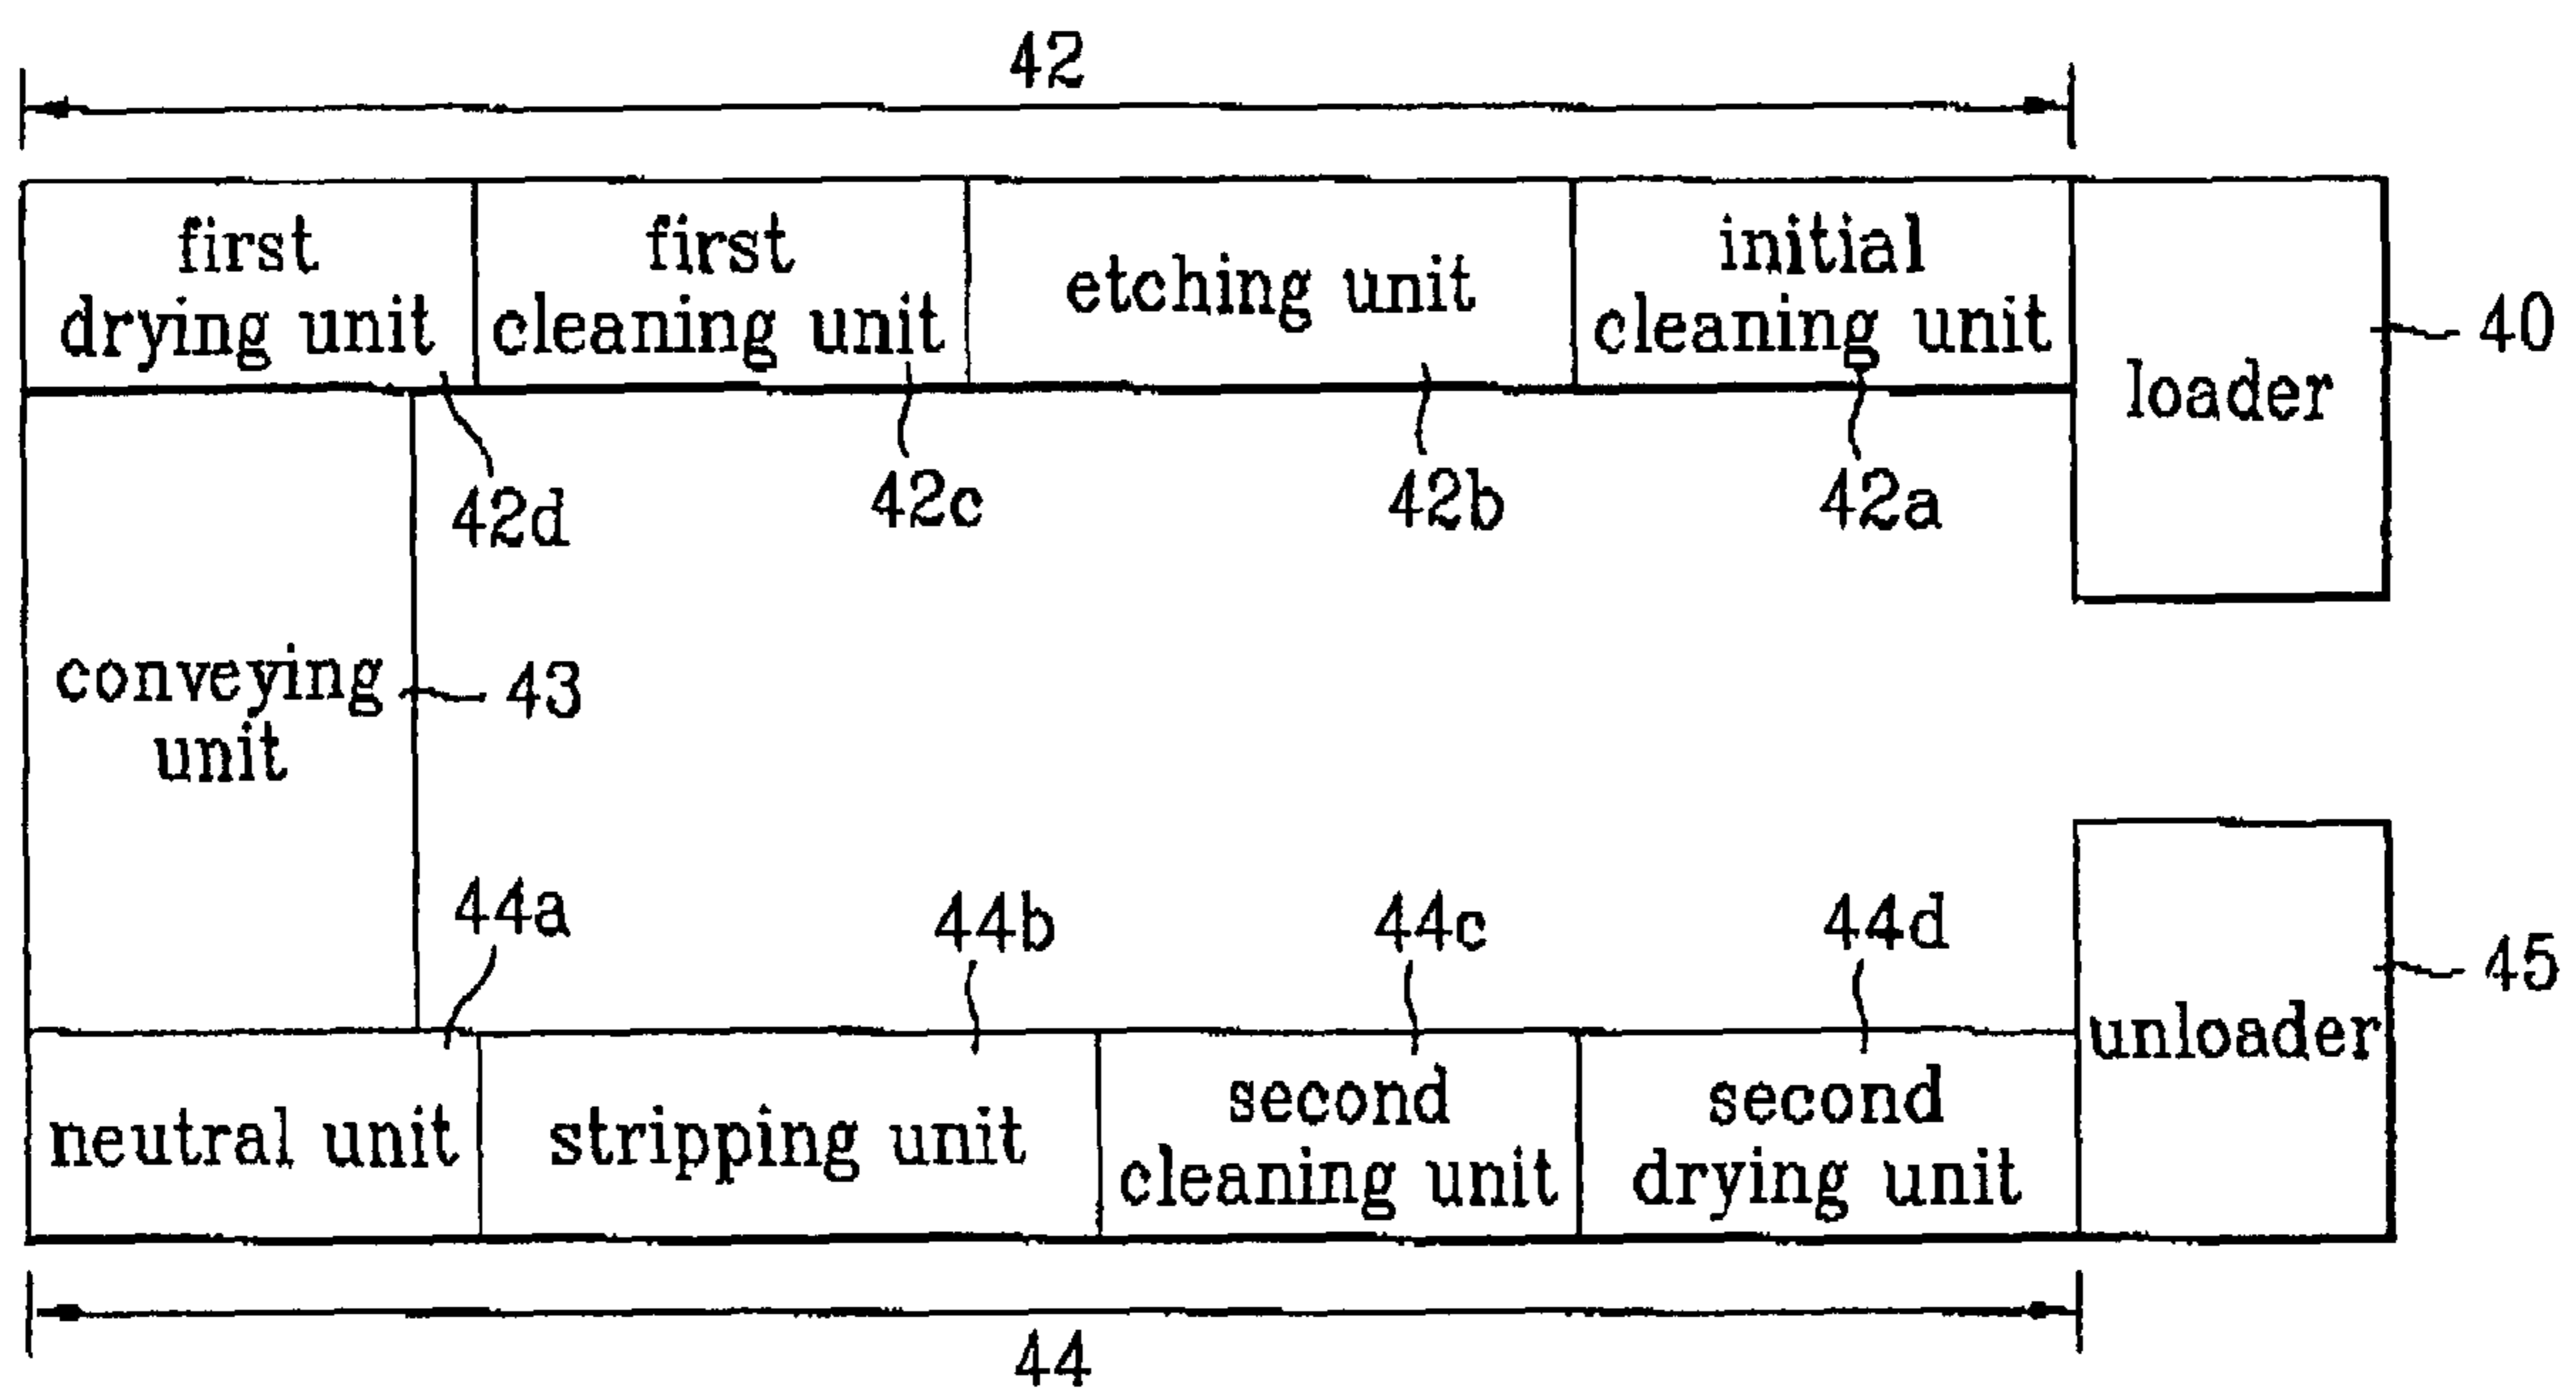 42
first
drying unit
first
cleaning unit
etching unit
initial
cleaning unit
loader
40
42d
42c
42b
42a
conveying
unit
43
44a
44b
44c
44d
45
unloader
neutral unit
stripping unit
second
cleaning unit
second
drying unit
44